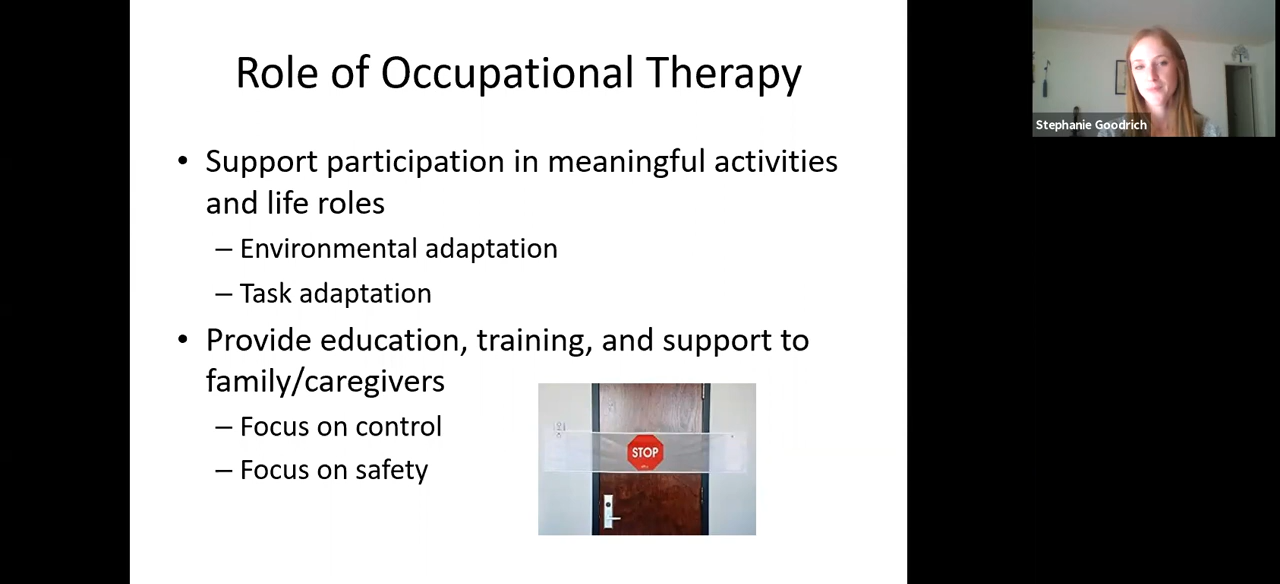 Role of Occupational Therapy
• Support participation in meaningful activities
and life roles
– Environmental adaptation
– Task adaptation
• Provide education, training, and support to
family/caregivers
– Focus on control
– Focus on safety
STOP
Stephanie Goodrich